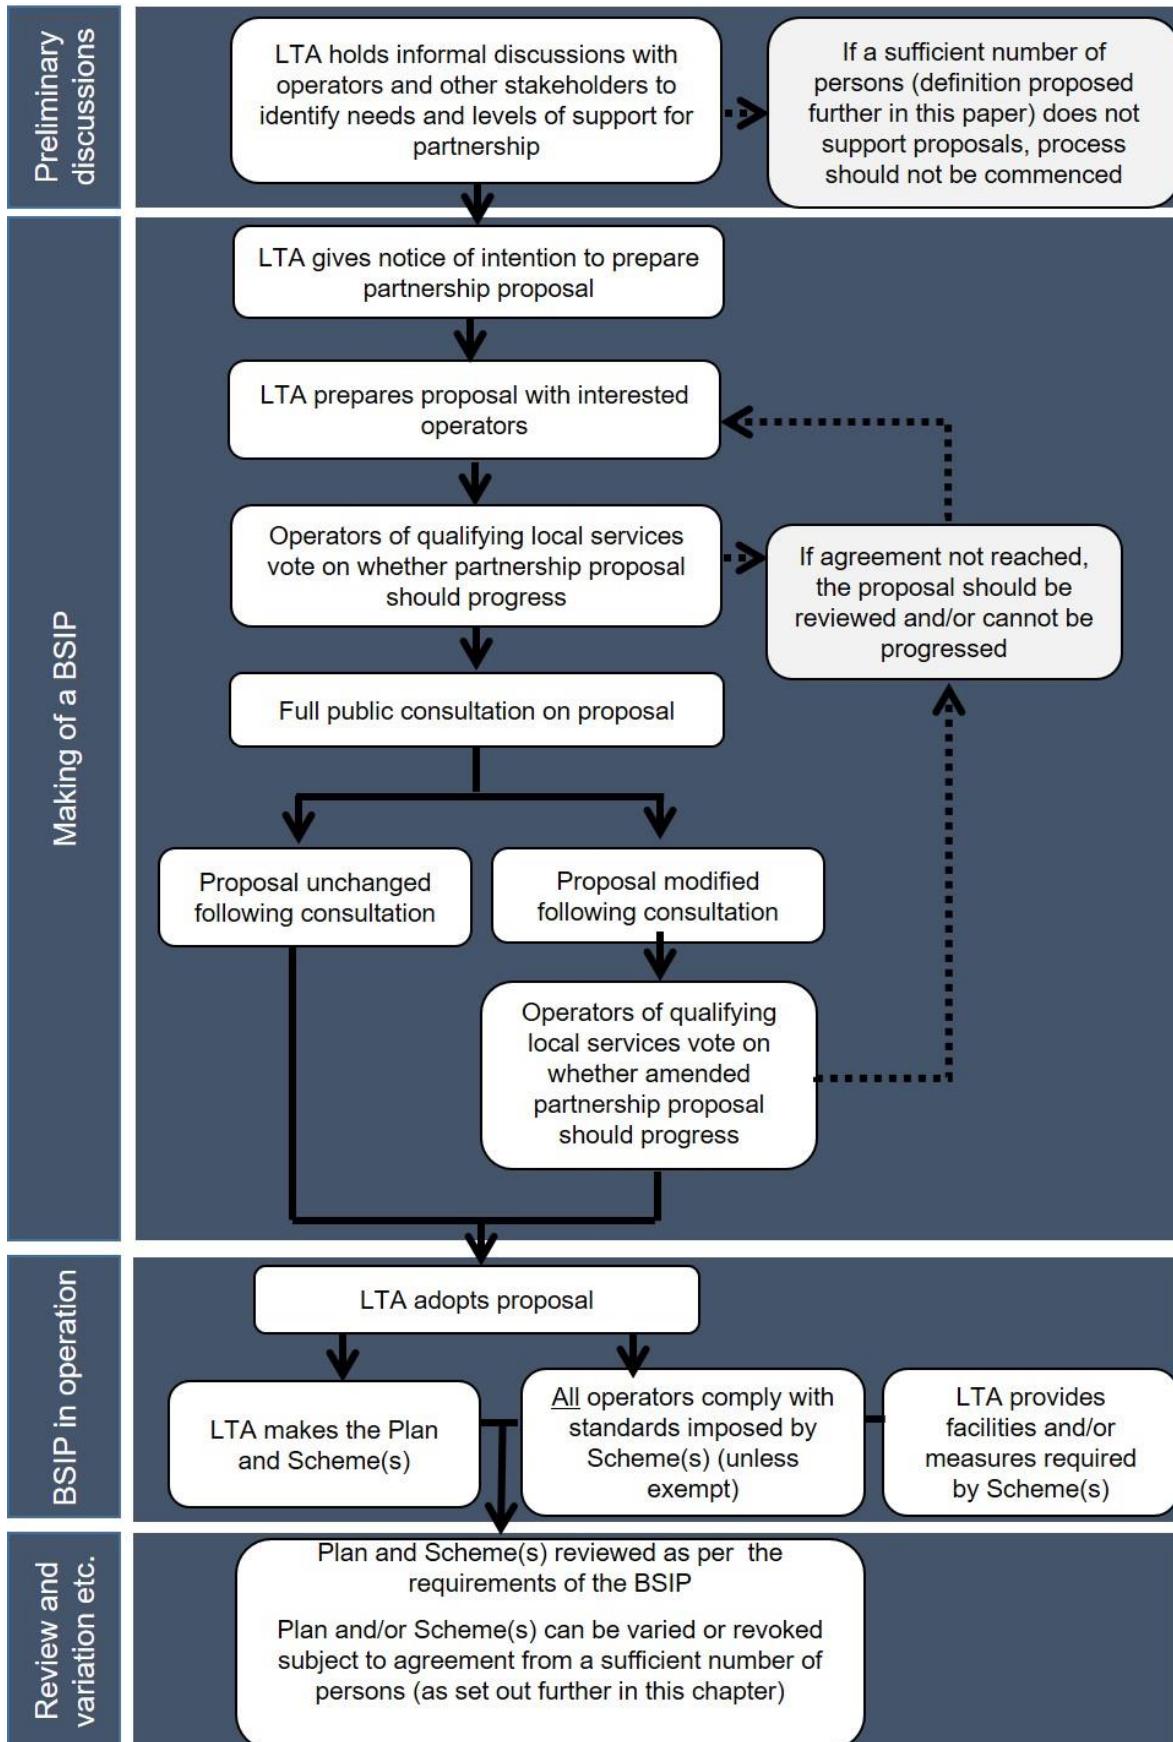 Preliminary
discussions
LTA holds informal discussions with
operators and other stakeholders to
identify needs and levels of support for
partnership
If a sufficient number of
persons (definition proposed
further in this paper) does not
support proposals, process
should not be commenced
Making of a BSIP
LTA gives notice of intention to prepare
partnership proposal
LTA prepares proposal with interested
operators
Operators of qualifying local services
vote on whether partnership proposal
should progress
If agreement not reached,
the proposal should be
reviewed and/or cannot be
progressed
Full public consultation on proposal
Proposal unchanged
following consultation
Proposal modified
following consultation
Operators of qualifying
local services vote on
whether amended
partnership proposal
should progress
BSIP in operation
LTA adopts proposal
LTA makes the Plan
and Scheme(s)
All operators comply with
standards imposed by
Scheme(s) (unless
exempt)
LTA provides
facilities and/or
measures required
by Scheme(s)
Review and
variation etc.
Plan and Scheme(s) reviewed as per the
requirements of the BSIP
Plan and/or Scheme(s) can be varied or revoked
subject to agreement from a sufficient number of
persons (as set out further in this chapter)